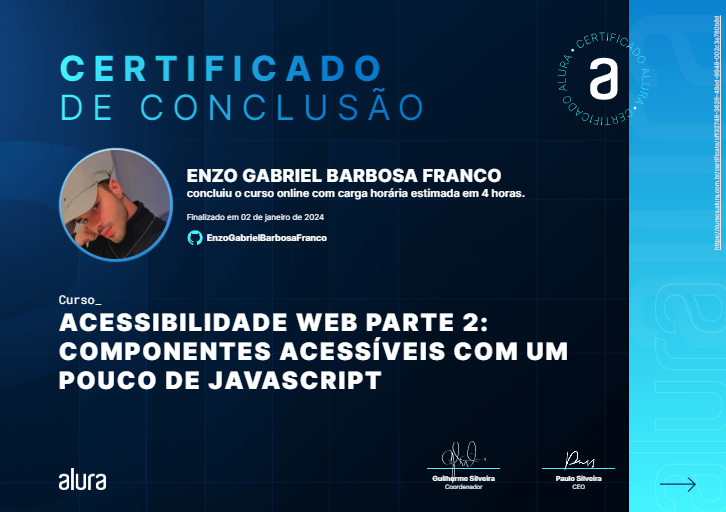 CERTIFICADO
DE CONCLUSÃO
CERTIFICADO ALURA • CERTIFICADO ALURA •
a
ENZO GABRIEL BARBOSA FRANCO
concluiu o curso online com carga horária estimada em 4 horas.
Finalizado em 02 de janeiro de 2024
EnzoGabrielBarbosaFranco
Curso_
ACESSIBILIDADE WEB PARTE 2:
COMPONENTES ACESSÍVEIS COM UM
POUCO DE JAVASCRIPT
alura
Guilherme Silveira
Coordenador
Paulo Silveira
CEO
alura